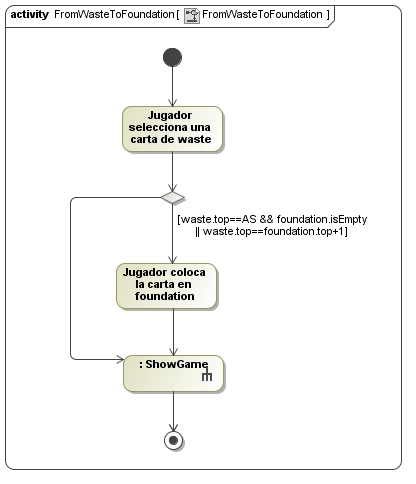 activity FromWasteToFoundation [ FromWasteToFoundation ]
Jugador
selecciona una
carta de waste
[waste.top==AS && foundation.isEmpty
|| waste.top==foundation.top+1]
Jugador coloca
la carta en
foundation
: ShowGame